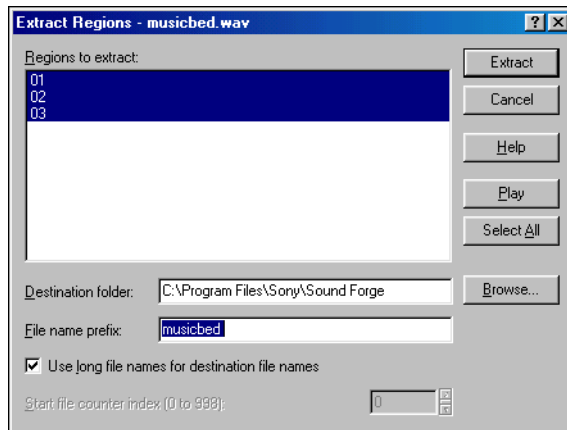 Extract Regions - musicbed.wav
Regions to extract:
01
02
03
Extract
Cancel
Help
Play
Select All
Destination folder:
C:\Program Files\Sony\Sound Forge
Browse...
File name prefix:
musicbed
Use long file names for destination file names
Start file counter index (0 to 998):
0